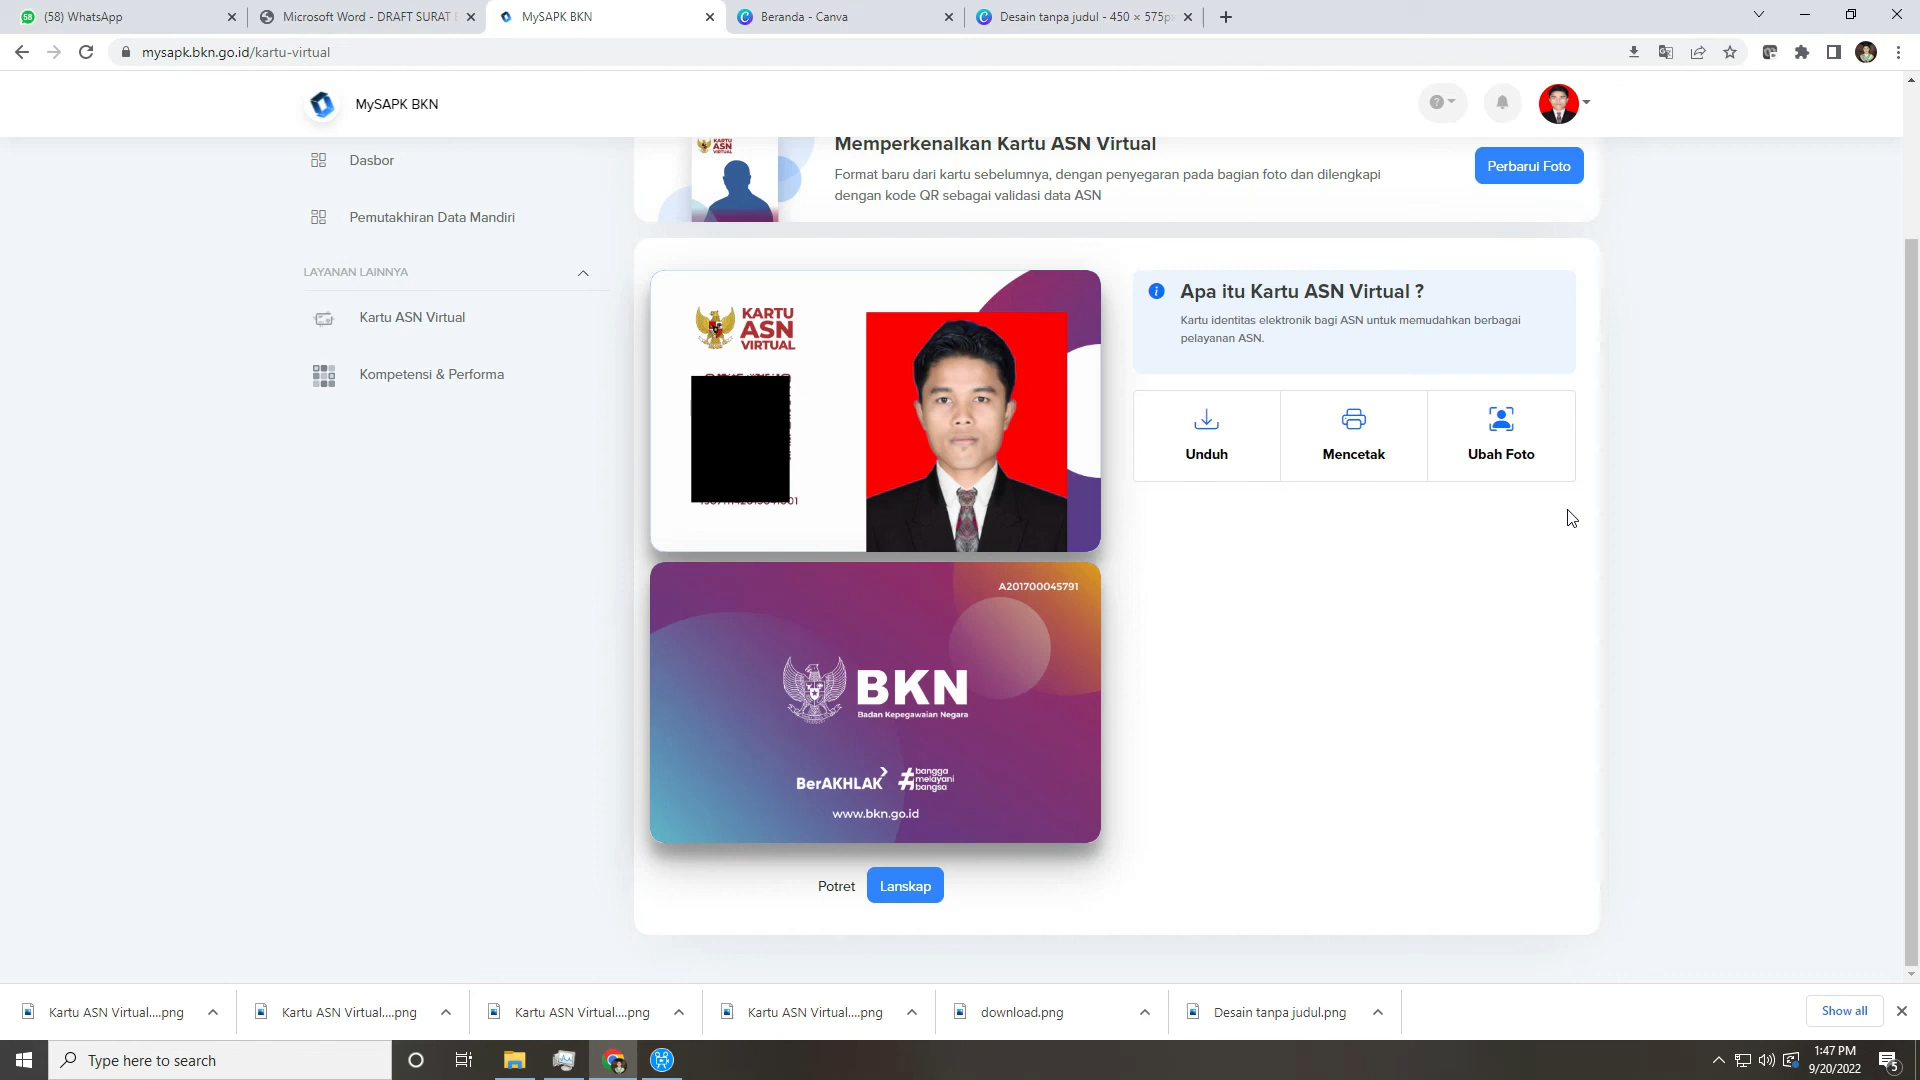 (58) WhatsApp
Microsoft Word - DRAFT SURAT
MySAPK BKN
Beranda - Canva
Desain tanpa judul - 450 × 575p
mysapk.bkn.go.id/kartu-virtual
MySAPK BKN
Dasbor
Pemutakhiran Data Mandiri
LAYANAN LAINNYA
Kartu ASN Virtual
Kompetensi & Performa
KARTU
ASN
VIRTUAL
Memperkenalkan Kartu ASN Virtual
Format baru dari kartu sebelumnya, dengan penyegaran pada bagian foto dan dilengkapi
dengan kode QR sebagai validasi data ASN
Perbarui Foto
KARTU
ASN
VIRTUAL
A201700045791
BKN
Badan Kepegawaian Negara
BerAKHLAK
#bangga
melayani
bangsa
www.bkn.go.id
Potret
Lanskap
Apa itu Kartu ASN Virtual ?
Kartu identitas elektronik bagi ASN untuk memudahkan berbagai
pelayanan ASN.
Unduh
Mencetak
Ubah Foto
Kartu ASN Virtual....png
Kartu ASN Virtual....png
Kartu ASN Virtual....png
Kartu ASN Virtual....png
download.png
Desain tanpa judul.png
Show all
Type here to search
1:47 PM
9/20/2022
5